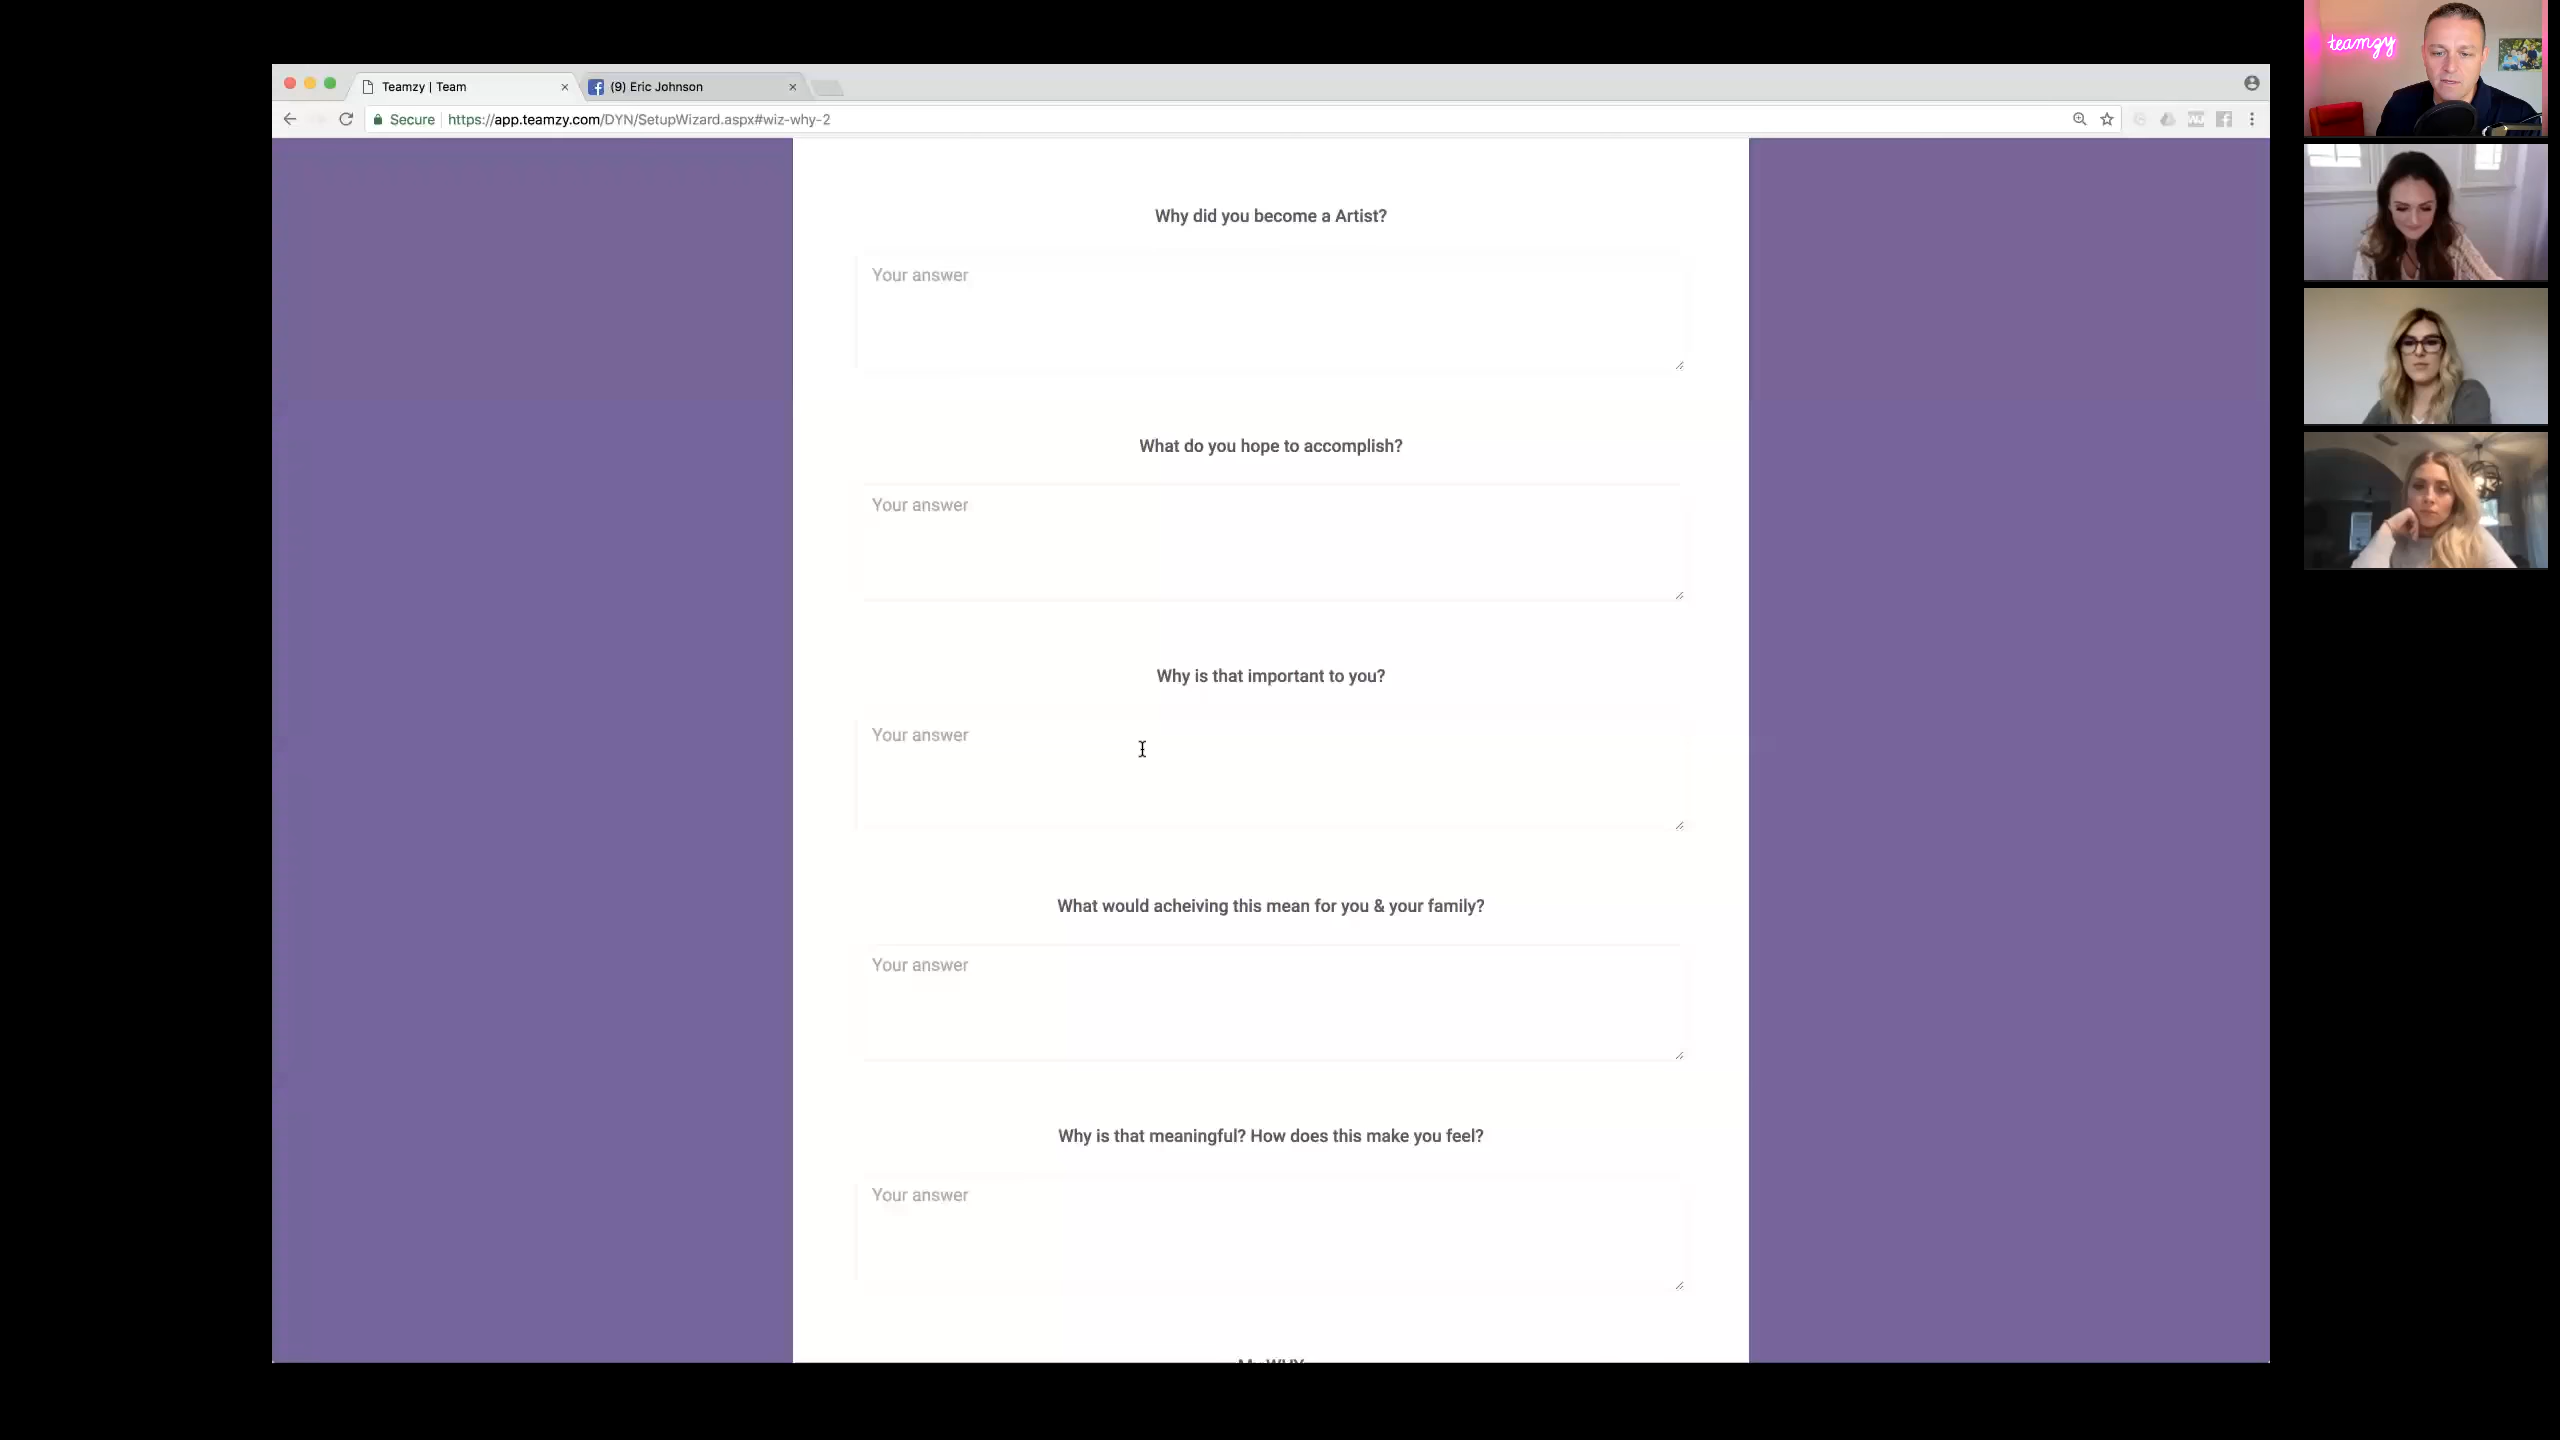 Teamzy | Team
(9) Eric Johnson
Secure
https://app.teamzy.com/DYN/SetupWizard.aspx#wiz-why-2
teamzy
Why did you become a Artist?
Your answer
What do you hope to accomplish?
Your answer
Why is that important to you?
Your answer
What would acheiving this mean for you & your family?
Your answer
Why is that meaningful? How does this make you feel?
Your answer
My WHY